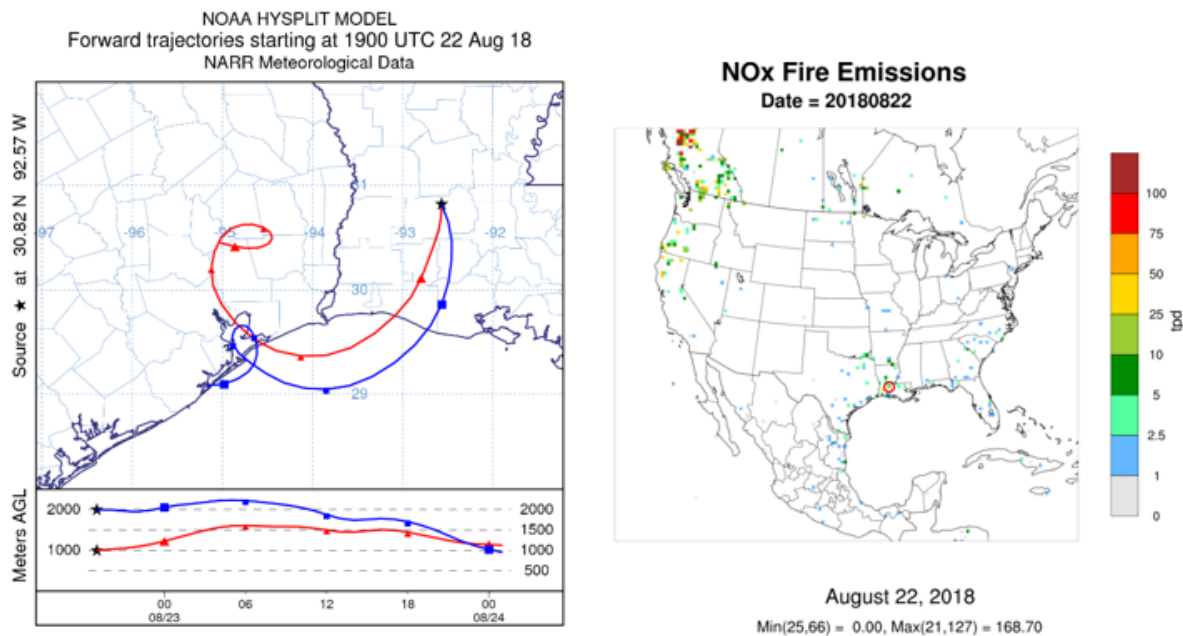 NOAA HYSPLIT MODEL
Forward trajectories starting at 1900 UTC 22 Aug 18
NARR Meteorological Data
Source ★ at 30.82 N 92.57 W
-97 -95 -94 -93 -92
31
30
29
Meters AGL
2000 2000
1500
1000 1000
500
00 06 12 18 00
08/23 08/24
NOx Fire Emissions
Date = 20180822
100
75
50
25
10
5
2.5
1
0
tpd
August 22, 2018
Min(25,66) = 0.00, Max(21,127) = 168.70